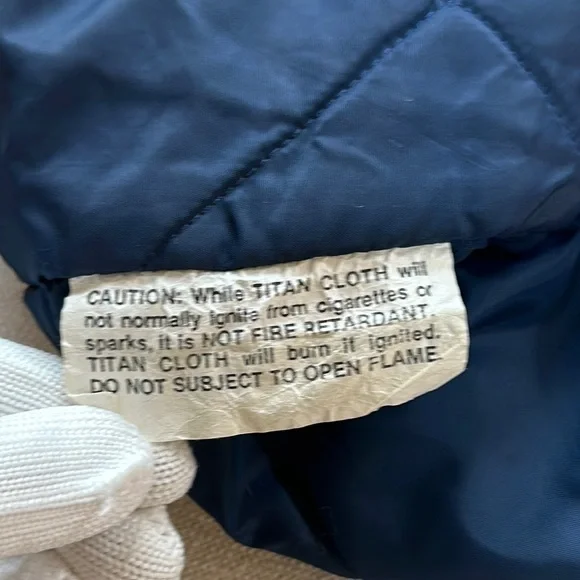 CAUTION: While TITAN CLOTH will
not normally ignite from cigarettes or
sparks, it is NOT FIRE RETARDANT.
TITAN CLOTH will burn if ignited.
DO NOT SUBJECT TO OPEN FLAME.